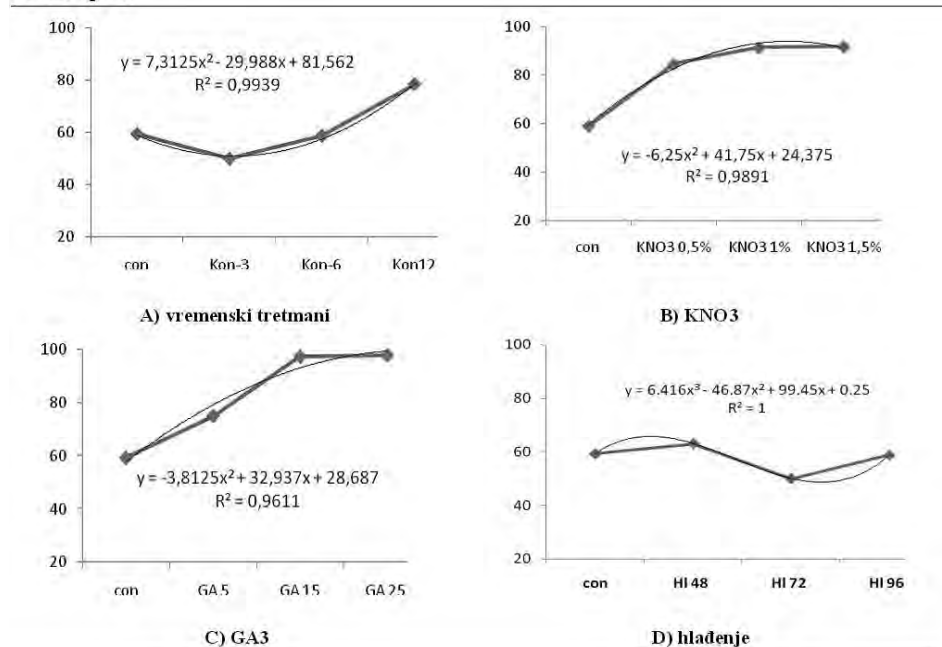 100
80
60
40
20
y = 7,3125x² - 29,988x + 81,562
R² = 0,9939
con Kon-3 Kon-6 Kon12
A) vremenski tretmani
100
80
60
40
20
y = -6,25x² + 41,75x + 24,375
R² = 0,9891
con KNO3 0,5% KNO3 1% KNO3 1,5%
B) KNO3
100
80
60
40
20
y = -3,8125x² + 32,937x + 28,687
R² = 0,9611
con GA 5 GA 15 GA 25
C) GA3
100
80
60
40
20
y = 6.416x³ - 46.87x² + 99.45x + 0.25
R² = 1
con HI 48 HI 72 HI 96
D) hlađenje